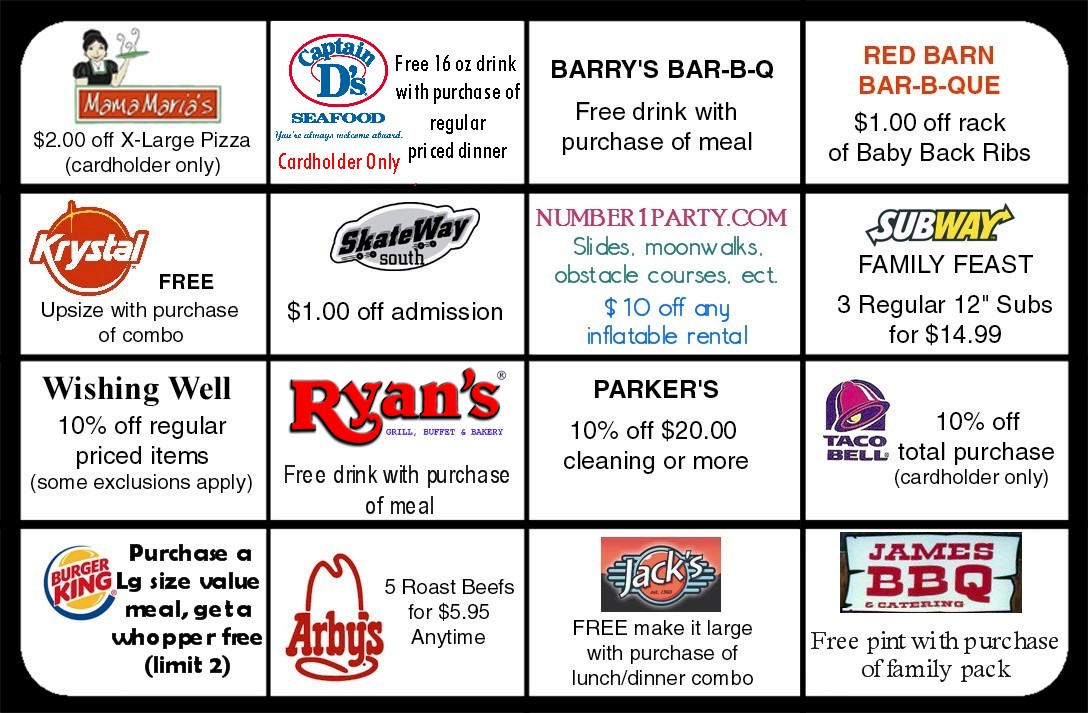 Mama Maria's
$2.00 off X-Large Pizza
(cardholder only)
Captain
D's
SEAFOOD
You're always welcome aboard.
Cardholder Only
Free 16 oz drink
with purchase of
regular
priced dinner
BARRY'S BAR-B-Q
Free drink with
purchase of meal
RED BARN
BAR-B-QUE
$1.00 off rack
of Baby Back Ribs
Krystal
FREE
Upsize with purchase
of combo
SkateWay
south
$1.00 off admission
NUMBER1PARTY.COM
Slides, moonwalks,
obstacle courses, ect.
$10 off any
inflatable rental
SUBWAY
FAMILY FEAST
3 Regular 12" Subs
for $14.99
Wishing Well
10% off regular
priced items
(some exclusions apply)
Ryan's®
GRILL, BUFFET & BAKERY
Free drink with purchase
of meal
PARKER'S
10% off $20.00
cleaning or more
TACO
BELL®
10% off
total purchase
(cardholder only)
BURGER
KING
Purchase a
Lg size value
meal, get a
whopper free
(limit 2)
Arby's
5 Roast Beefs
for $5.95
Anytime
Jack's
est. 1960
FREE make it large
with purchase of
lunch/dinner combo
JAMES
BBQ
& CATERING
Free pint with purchase
of family pack